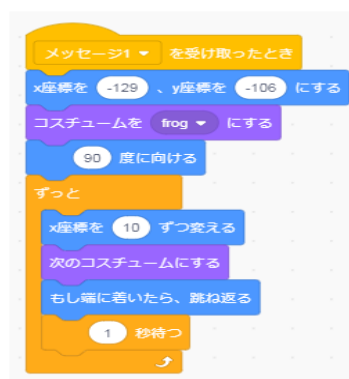 メッセージ1 を受け取ったとき
x座標を -129 、y座標を -106 にする
コスチュームを frog にする
90 度に向ける
ずっと
x座標を 10 ずつ変える
次のコスチュームにする
もし端に着いたら、跳ね返る
1 秒待つ